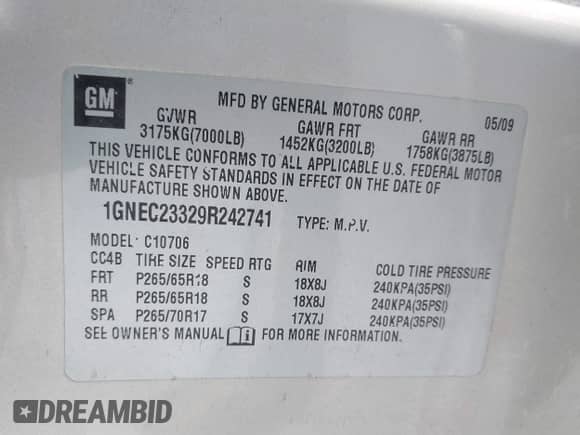 GM ®
MFD BY GENERAL MOTORS CORP. 05/09
GVWR GAWR FRT GAWR RR
3175KG(7000LB) 1452KG(3200LB) 1758KG(3875LB)
THIS VEHICLE CONFORMS TO ALL APPLICABLE U.S. FEDERAL MOTOR
VEHICLE SAFETY STANDARDS IN EFFECT ON THE DATE OF
MANUFACTURE SHOWN ABOVE.
1GNEC23329R242741 TYPE: M.P.V.
MODEL: C10706
CC4B TIRE SIZE SPEED RTG RIM COLD TIRE PRESSURE
FRT P265/65R18 S 18X8J 240KPA(35PSI)
RR P265/65R18 S 18X8J 240KPA(35PSI)
SPA P265/70R17 S 17X7J 240KPA(35PSI)
SEE OWNER'S MANUAL FOR MORE INFORMATION.
DREAMBID